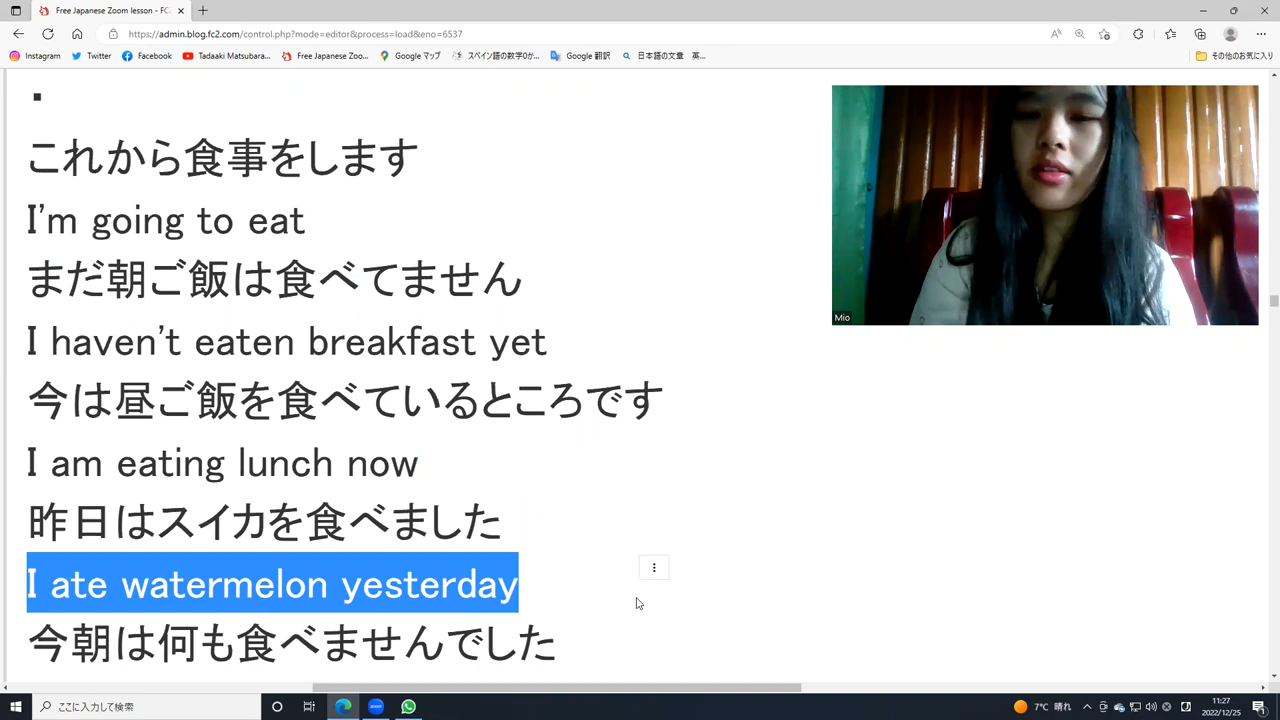 Free Japanese Zoom lesson - FC2
https://admin.blog.fc2.com/control.php?mode=editor&process=load&eno=6537
Instagram Twitter Facebook Tadaaki Matsubara... Free Japanese Zoo... Google マップ スペイン語の数字0か... Google 翻訳 日本語の文章 英... その他のお気に入り
これから食事をします
I'm going to eat
まだ朝ご飯は食べてません
I haven't eaten breakfast yet
Mio
今は昼ご飯を食べているところです
I am eating lunch now
昨日はスイカを食べました
I ate watermelon yesterday
今朝は何も食べませんでした
ここに入力して検索
zoom
7°C 晴れ
11:27
2022/12/25